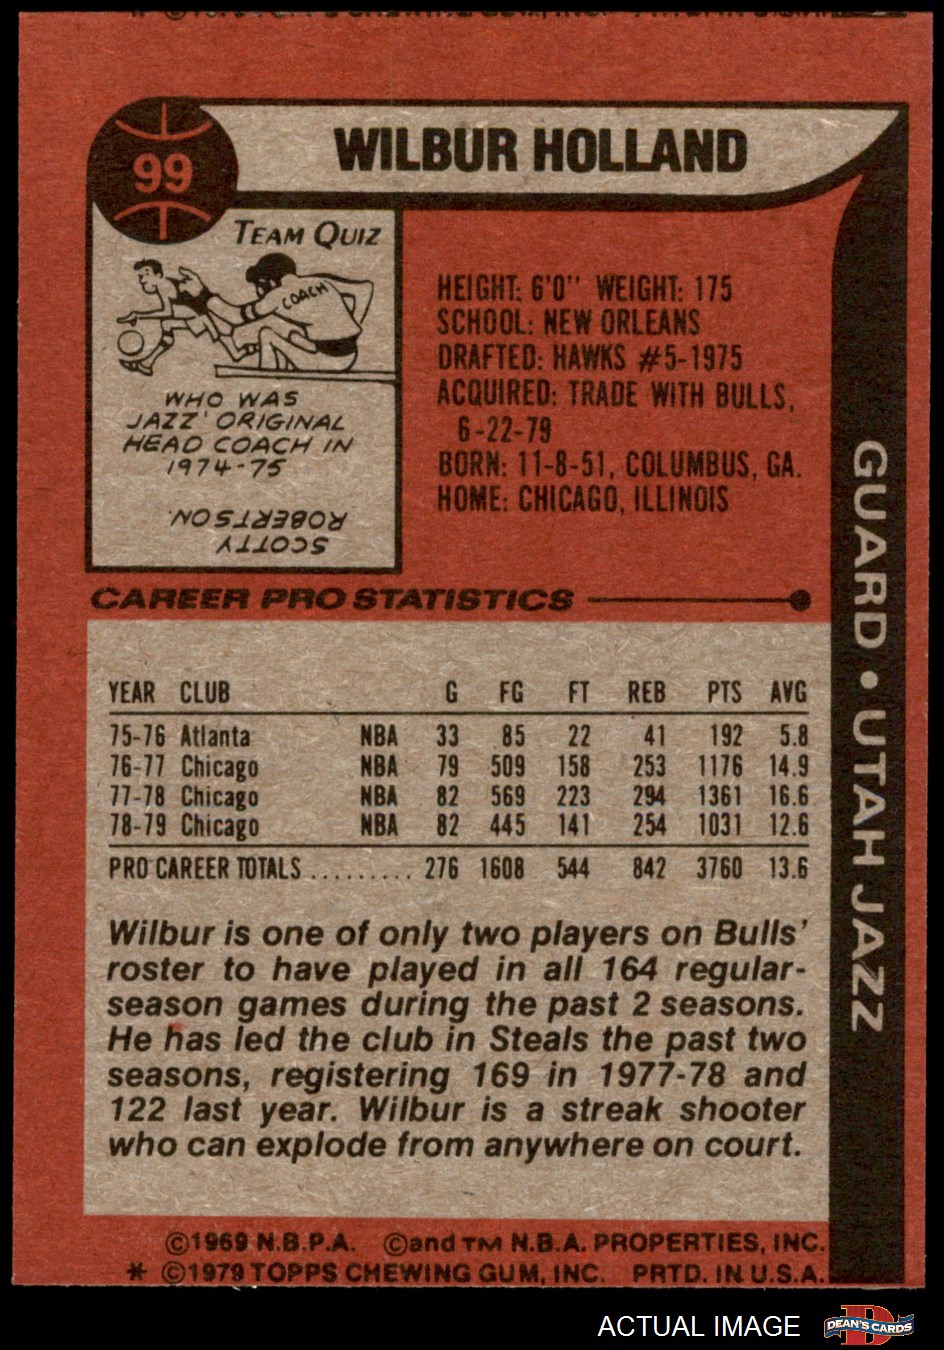 99
WILBUR HOLLAND
TEAM QUIZ
COACH
WHO WAS
JAZZ' ORIGINAL
HEAD COACH IN
1974-75
SCOTTY
ROBERTSON
HEIGHT: 6'0" WEIGHT: 175
SCHOOL: NEW ORLEANS
DRAFTED: HAWKS #5-1975
ACQUIRED: TRADE WITH BULLS,
6-22-79
BORN: 11-8-51, COLUMBUS, GA.
HOME: CHICAGO, ILLINOIS
GUARD • UTAH JAZZ
CAREER PRO STATISTICS
YEAR CLUB G FG FT REB PTS AVG
75-76 Atlanta NBA 33 85 22 41 192 5.8
76-77 Chicago NBA 79 509 158 253 1176 14.9
77-78 Chicago NBA 82 569 223 294 1361 16.6
78-79 Chicago NBA 82 445 141 254 1031 12.6
PRO CAREER TOTALS ......... 276 1608 544 842 3760 13.6
Wilbur is one of only two players on Bulls'
roster to have played in all 164 regular-
season games during the past 2 seasons.
He has led the club in Steals the past two
seasons, registering 169 in 1977-78 and
122 last year. Wilbur is a streak shooter
who can explode from anywhere on court.
©1969 N.B.P.A. ©and TM N.B.A. PROPERTIES, INC.
* ©1979 TOPPS CHEWING GUM, INC. PRTD. IN U.S.A.
ACTUAL IMAGE
D
DEAN'S CARDS